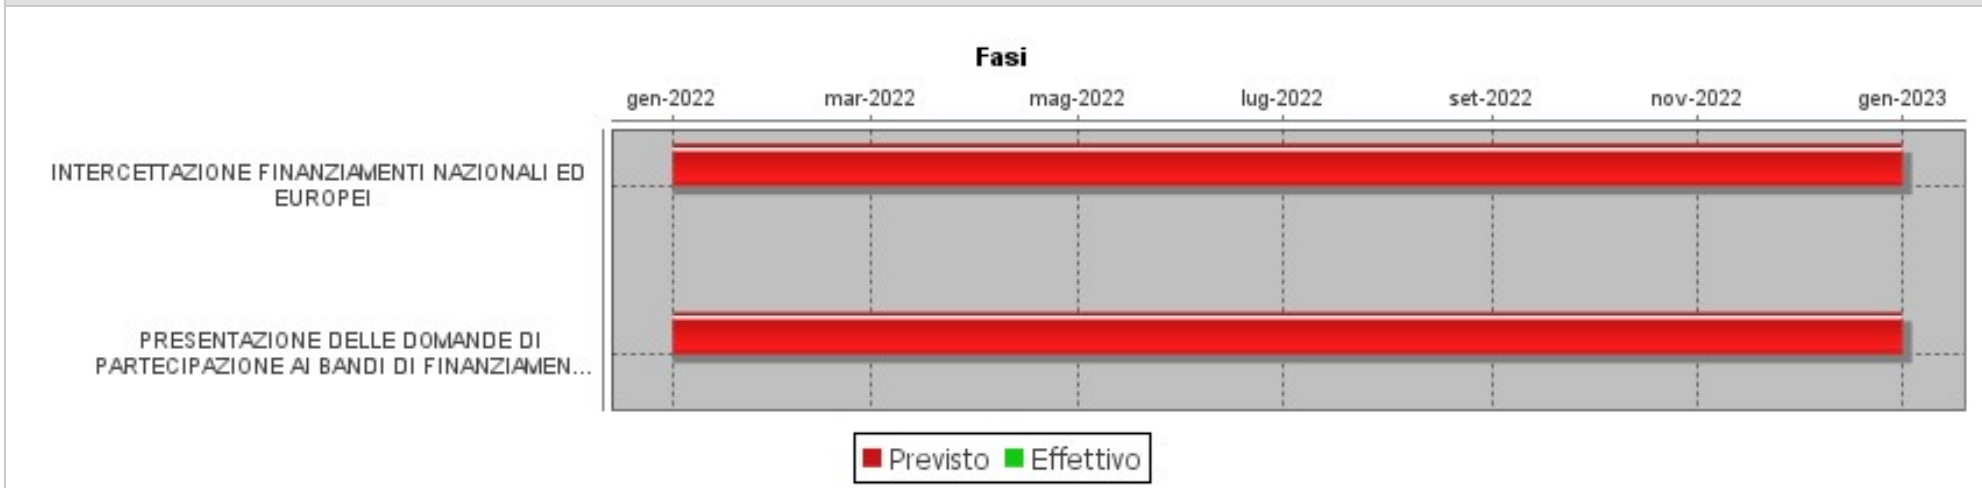 Fasi
gen-2022 mar-2022 mag-2022 lug-2022 set-2022 nov-2022 gen-2023
INTERCETTAZIONE FINANZIAMENTI NAZIONALI ED
EUROPEI
PRESENTAZIONE DELLE DOMANDE DI
PARTECIPAZIONE AI BANDI DI FINANZIAMEN...
Previsto Effettivo